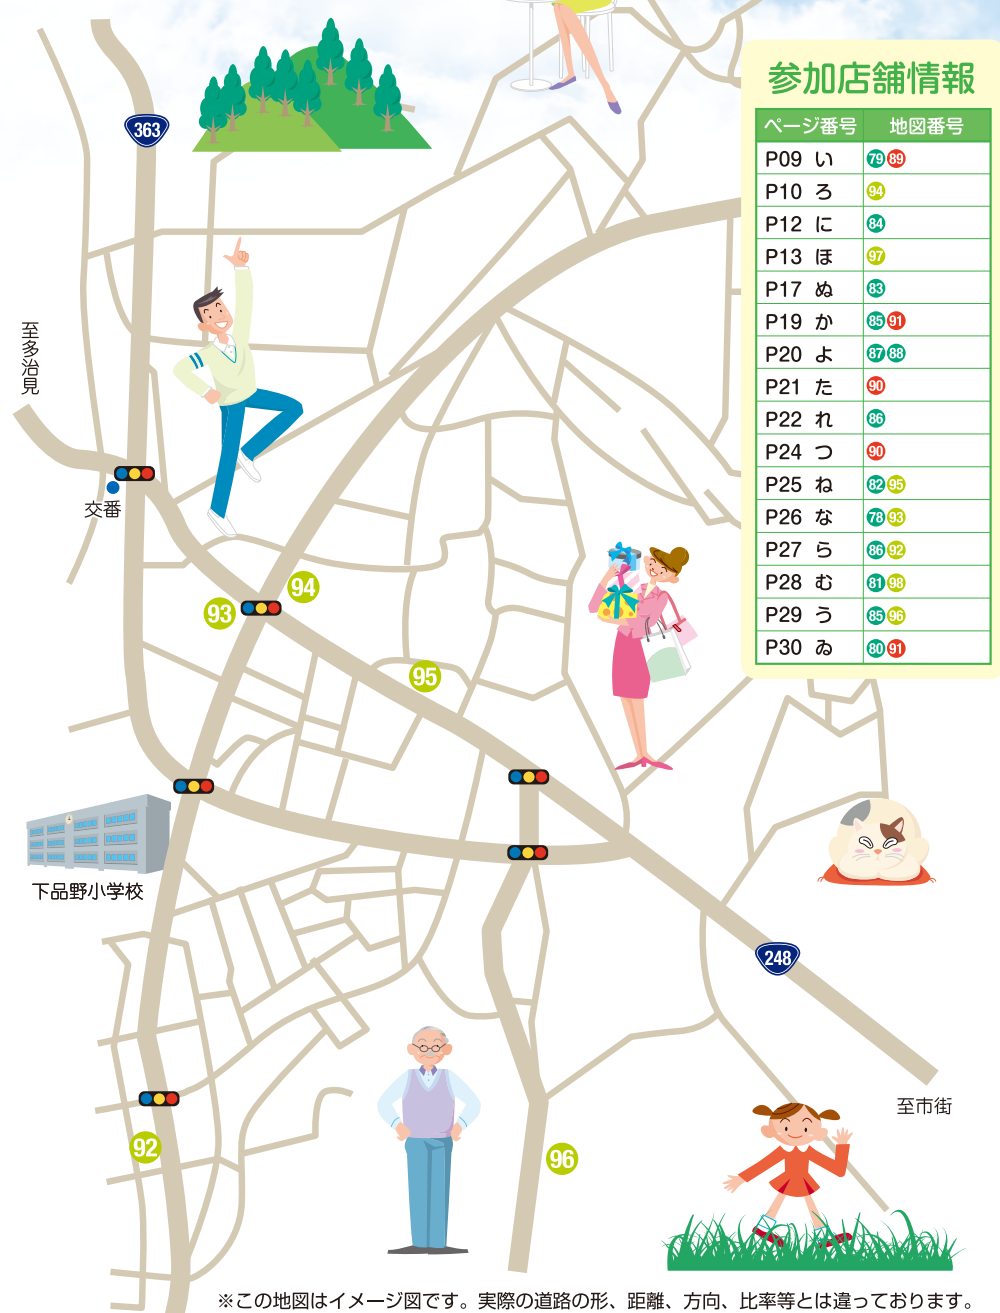 363
至多治見
交番
94
93
95
下品野小学校
248
至市街
92
96
参加店舗情報
ページ番号 地図番号
P09 い 79 89
P10 ろ 94
P12 に 84
P13 ほ 97
P17 ぬ 83
P19 か 85 91
P20 よ 87 88
P21 た 90
P22 れ 86
P24 つ 90
P25 ね 82 95
P26 な 78 93
P27 ら 86 92
P28 む 81 98
P29 う 85 96
P30 ゐ 80 91
※この地図はイメージ図です。実際の道路の形、距離、方向、比率等とは違っております。